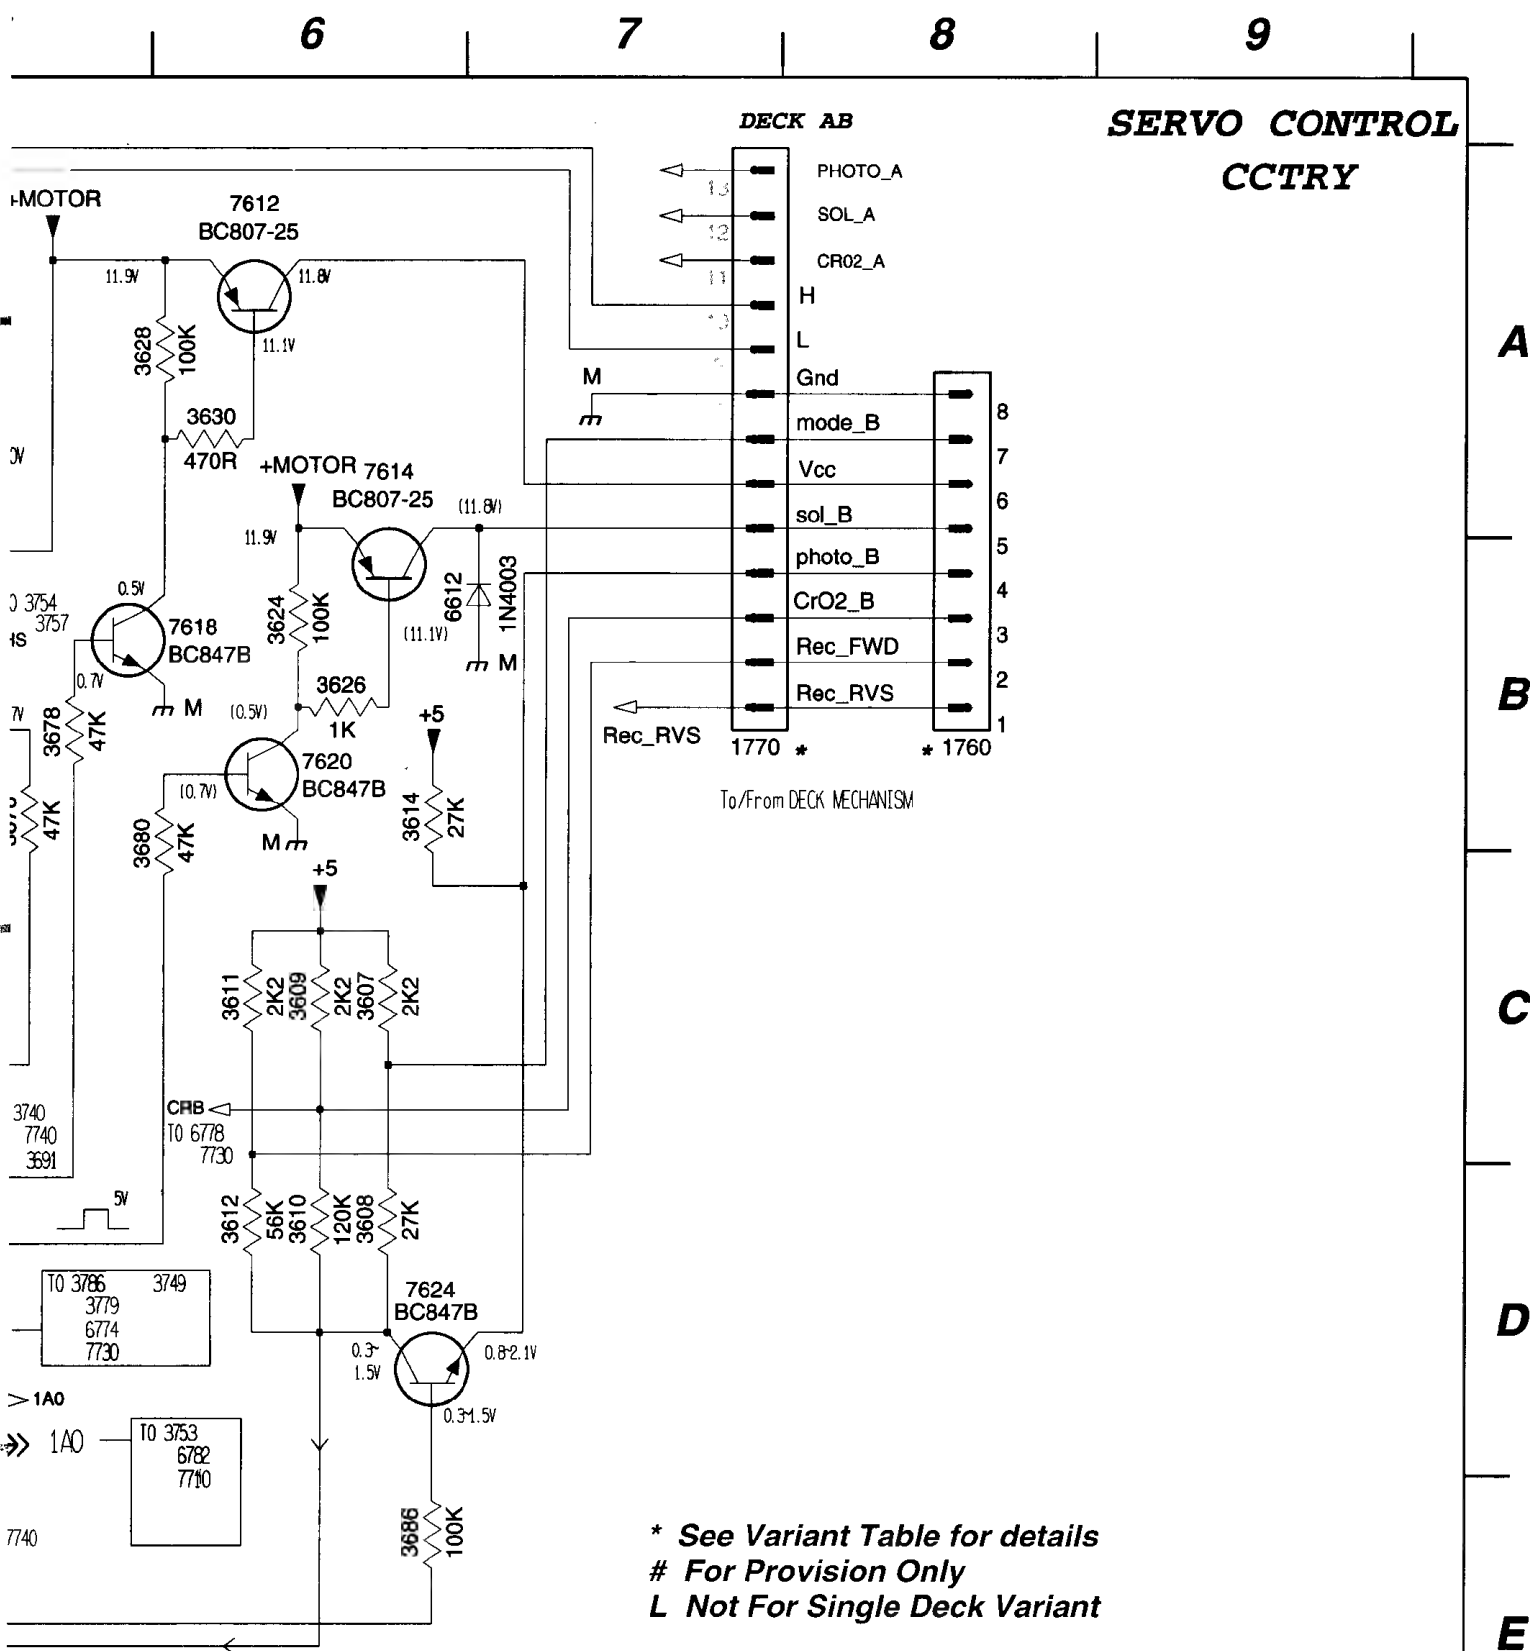 6 7 8 9
DECK AB
SERVO CONTROL
CCTRY
+MOTOR
7612
BC807-25
11.9V
11.8V
11.1V
3628
100K
3630
470R
13 PHOTO_A
12 SOL_A
11 CR02_A
H
L
Gnd
mode_B
Vcc
sol_B
photo_B
CrO2_B
Rec_FWD
Rec_RVS
8
7
6
5
4
3
2
1
A
M
+MOTOR
7614
BC807-25
(11.8V)
11.9V
3624
100K
(11.1V)
6612
1N4003
M
0.5V
3754
3757
7618
BC847B
0.7V
M
3678
47K
3626
1K
(0.5V)
+5
Rec_RVS
1770 *
* 1760
To/From DECK MECHANISM
B
7620
BC847B
(0.7V)
47K
3680
47K
M
3614
27K
+5
3611
2K2
3609
2K2
3607
2K2
C
CRB
TO 6778
7730
3740
7740
3691
5V
3612
56K
3610
120K
3608
27K
TO 3786 3749
3779
6774
7730
7624
BC847B
0.3~
1.5V
0.8~2.1V
0.3~1.5V
D
1A0
1A0
TO 3753
6782
7710
7740
3686
100K
* See Variant Table for details
# For Provision Only
L Not For Single Deck Variant
E